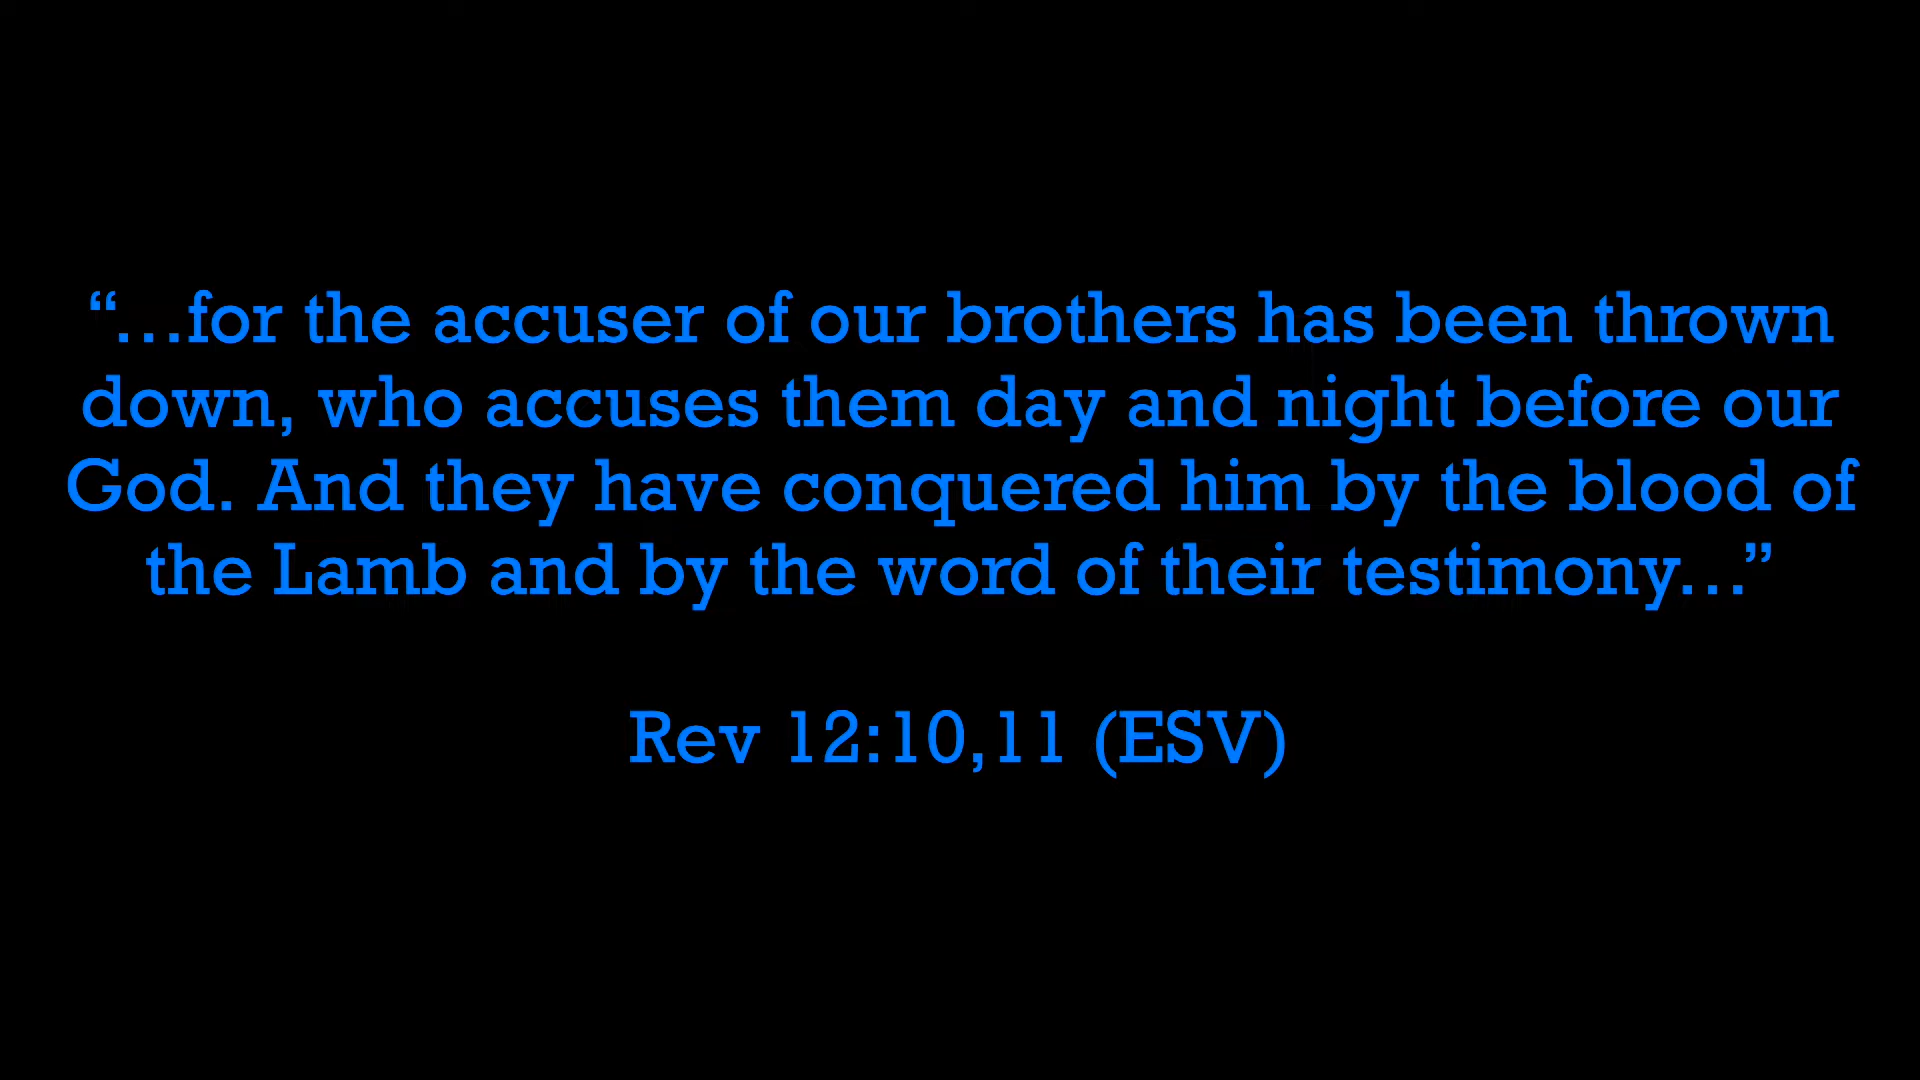 “…for the accuser of our brothers has been thrown
down, who accuses them day and night before our
God. And they have conquered him by the blood of
the Lamb and by the word of their testimony…”
Rev 12:10,11 (ESV)